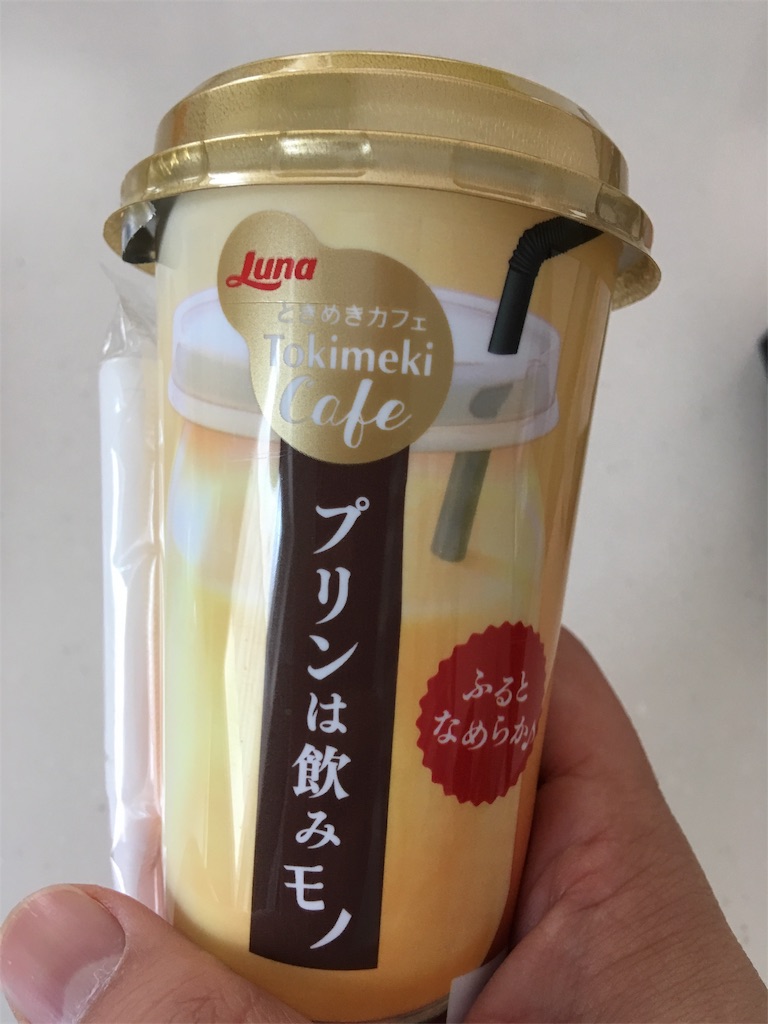 Luna
ときめきカフェ
Tokimeki
Cafe
プリンは飲みモノ
ふると
なめらか♪